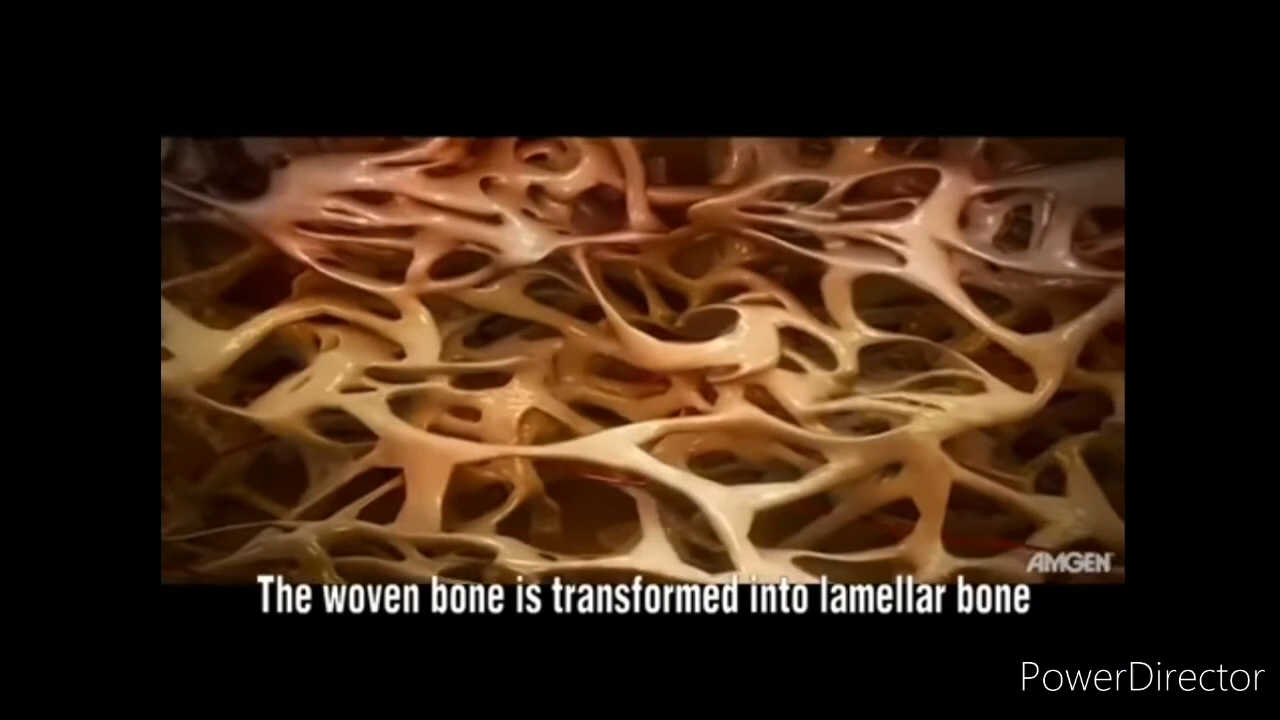 AMGEN
The woven bone is transformed into lamellar bone
PowerDirector